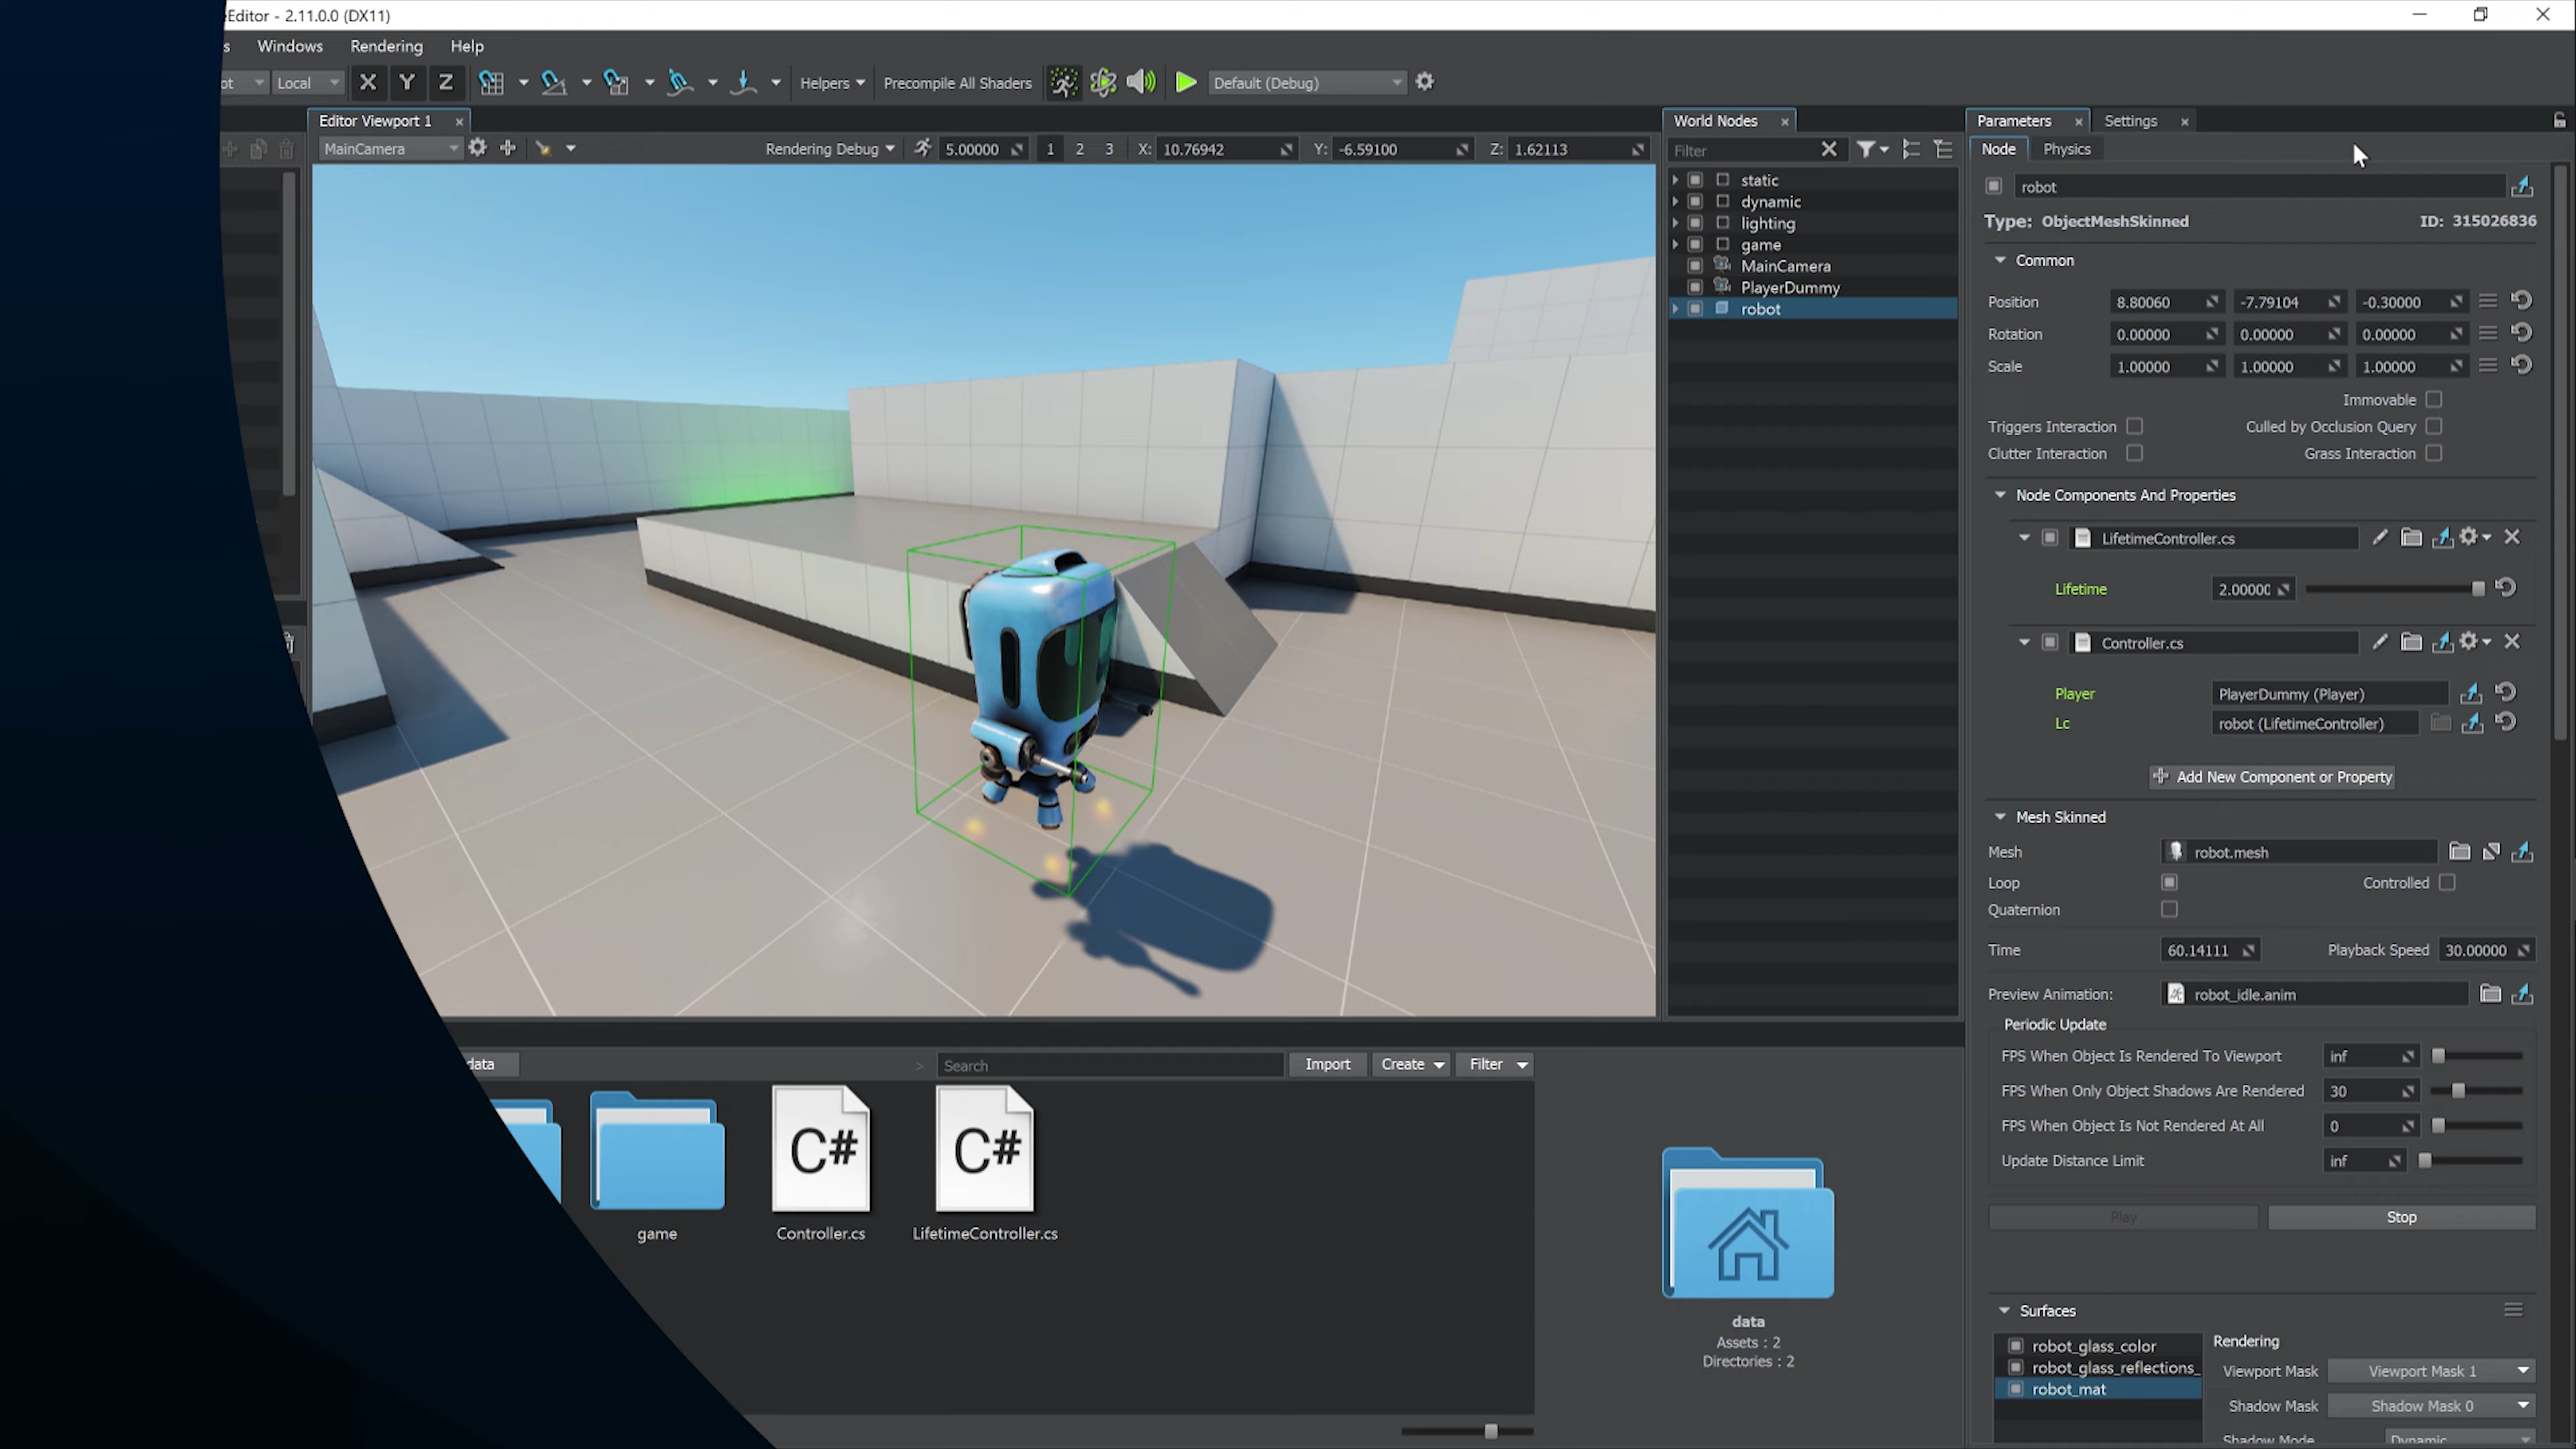 Editor - 2.11.0.0 (DX11)
s Windows Rendering Help
ot Local X Y Z Helpers Precompile All Shaders Default (Debug)
Editor Viewport 1
MainCamera Rendering Debug 5.00000 1 2 3 X: 10.76942 Y: -6.59100 Z: 1.62113
World Nodes
Filter
static
dynamic
lighting
game
MainCamera
PlayerDummy
robot
Parameters Settings
Node Physics
robot
Type: ObjectMeshSkinned ID: 315026836
Common
Position 8.80060 -7.79104 -0.30000
Rotation 0.00000 0.00000 0.00000
Scale 1.00000 1.00000 1.00000
Immovable
Triggers Interaction Culled by Occlusion Query
Clutter Interaction Grass Interaction
Node Components And Properties
LifetimeController.cs
Lifetime 2.0000
Controller.cs
Player PlayerDummy (Player)
Lc robot (LifetimeController)
Add New Component or Property
Mesh Skinned
Mesh robot.mesh
Loop Controlled
Quaternion
Time 60.14111 Playback Speed 30.00000
Preview Animation: robot_idle.anim
Periodic Update
FPS When Object Is Rendered To Viewport inf
FPS When Only Object Shadows Are Rendered 30
FPS When Object Is Not Rendered At All 0
Update Distance Limit inf
Play Stop
Surfaces
robot_glass_color
robot_glass_reflections_
robot_mat
Rendering
Viewport Mask Viewport Mask 1
Shadow Mask Shadow Mask 0
Shadow Mode Dynamic
data > Search Import Create Filter
C# C#
game Controller.cs LifetimeController.cs
data
Assets : 2
Directories : 2